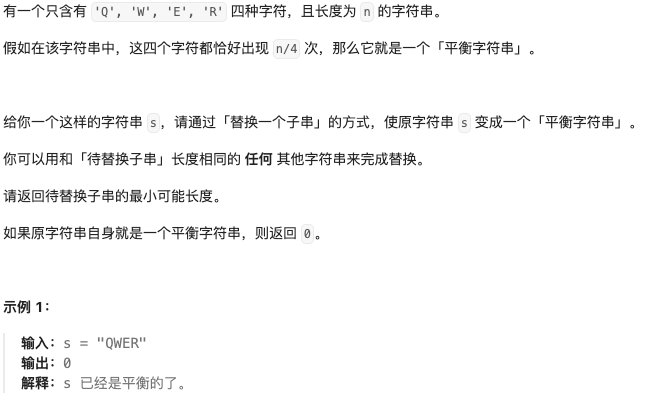 有一个只含有 'Q', 'W', 'E', 'R' 四种字符，且长度为 n 的字符串。
假如在该字符串中，这四个字符都恰好出现 n/4 次，那么它就是一个「平衡字符串」。
给你一个这样的字符串 s，请通过「替换一个子串」的方式，使原字符串 s 变成一个「平衡字符串」。
你可以用和「待替换子串」长度相同的 任何 其他字符串来完成替换。
请返回待替换子串的最小可能长度。
如果原字符串自身就是一个平衡字符串，则返回 0。
示例 1：
输入：s = "QWER"
输出：0
解释：s 已经是平衡的了。